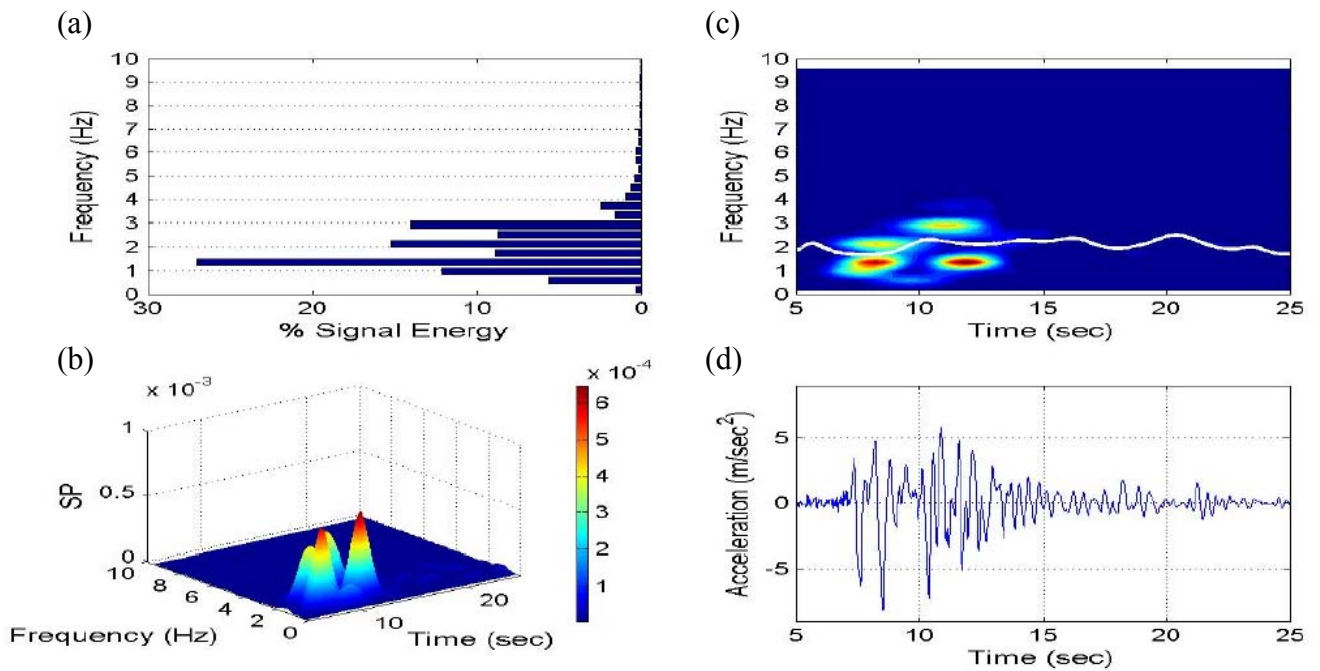 (a)
10
9
8
7
6
5
4
3
2
1
0
Frequency (Hz)
30 20 10 0
% Signal Energy
(b)
x 10-3
1
0.5
0
SP
10 8 6 4 2 0
Frequency (Hz)
10 20
Time (sec)
x 10-4
6
5
4
3
2
1
(c)
10
9
8
7
6
5
4
3
2
1
0
Frequency (Hz)
5 10 15 20 25
Time (sec)
(d)
5
0
-5
Acceleration (m/sec2)
5 10 15 20 25
Time (sec)